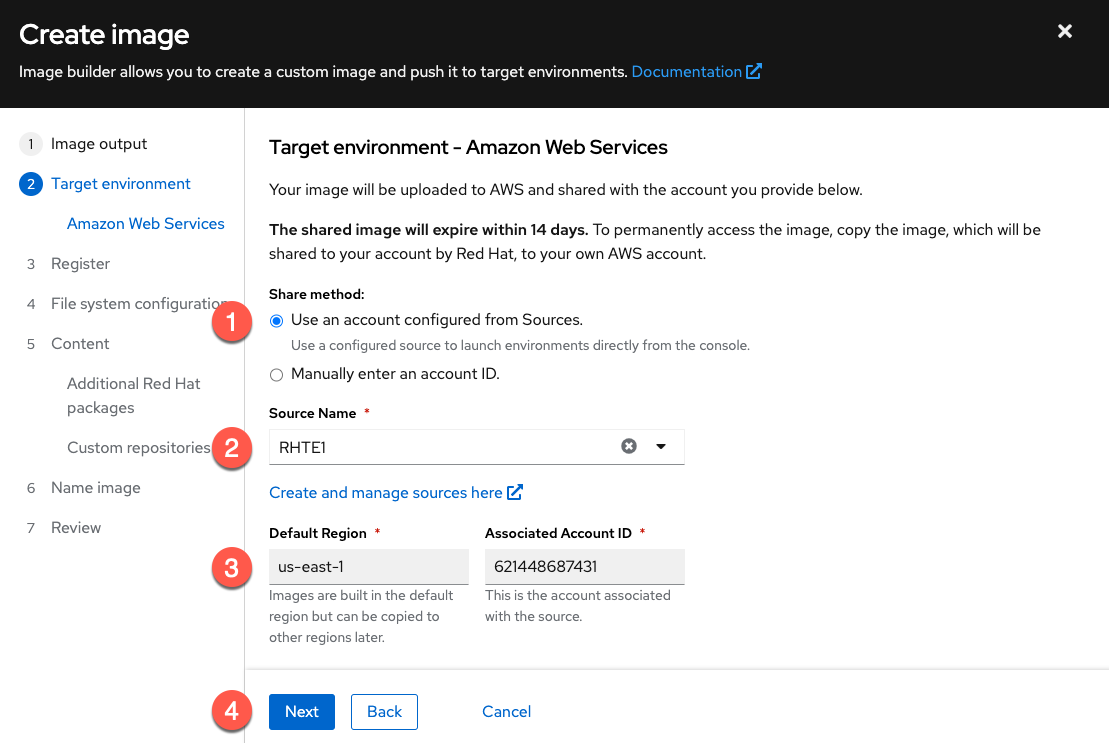 Create image
Image builder allows you to create a custom image and push it to target environments. Documentation
1 Image output
2 Target environment
Amazon Web Services
3 Register
4 File system configuration
5 Content
Additional Red Hat
packages
Custom repositories
6 Name image
7 Review
Target environment - Amazon Web Services
Your image will be uploaded to AWS and shared with the account you provide below.
The shared image will expire within 14 days. To permanently access the image, copy the image, which will be
shared to your account by Red Hat, to your own AWS account.
Share method:
1
Use an account configured from Sources.
Use a configured source to launch environments directly from the console.
Manually enter an account ID.
Source Name *
2
RHTE1
Create and manage sources here
Default Region * Associated Account ID *
3
us-east-1 621448687431
Images are built in the default This is the account associated
region but can be copied to with the source.
other regions later.
4
Next Back Cancel